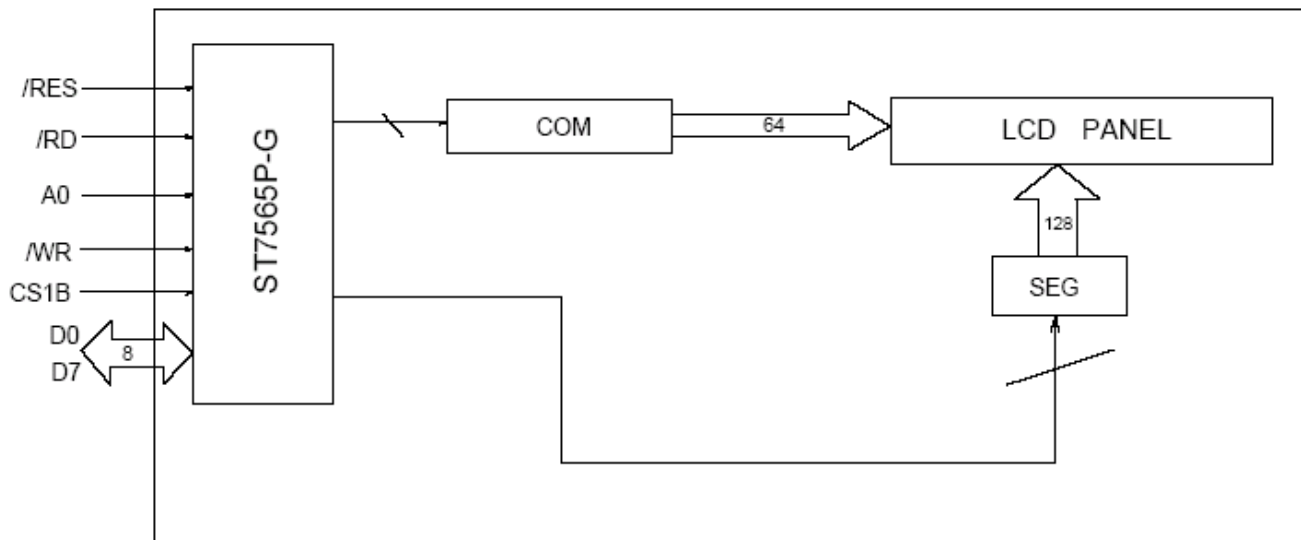 /RES
/RD
A0
/WR
CS1B
D0
D7
8
ST7565P-G
COM
64
LCD PANEL
128
SEG